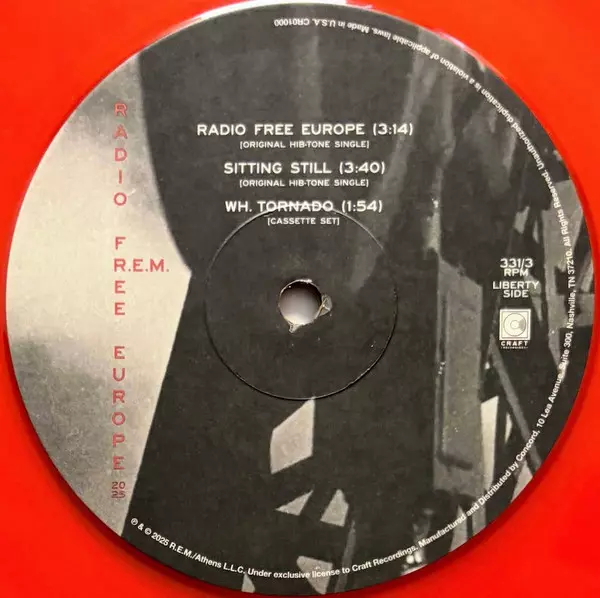 RADIO FREE EUROPE (3:14)
[ORIGINAL HIB-TONE SINGLE]
SITTING STILL (3:40)
[ORIGINAL HIB-TONE SINGLE]
WH. TORNADO (1:54)
[CASSETTE SET]
RADIO FREE EUROPE
2025
R.E.M.
331/3
RPM
LIBERTY
SIDE
C
CRAFT
RECORDINGS
℗ & © 2025 R.E.M./Athens L.L.C. Under exclusive license to Craft Recordings. Manufactured and Distributed by Concord, 10 Lea Avenue, Suite 300, Nashville, TN 37210. All Rights Reserved. Unauthorized duplication is a violation of applicable laws. Made in U.S.A. CR01000